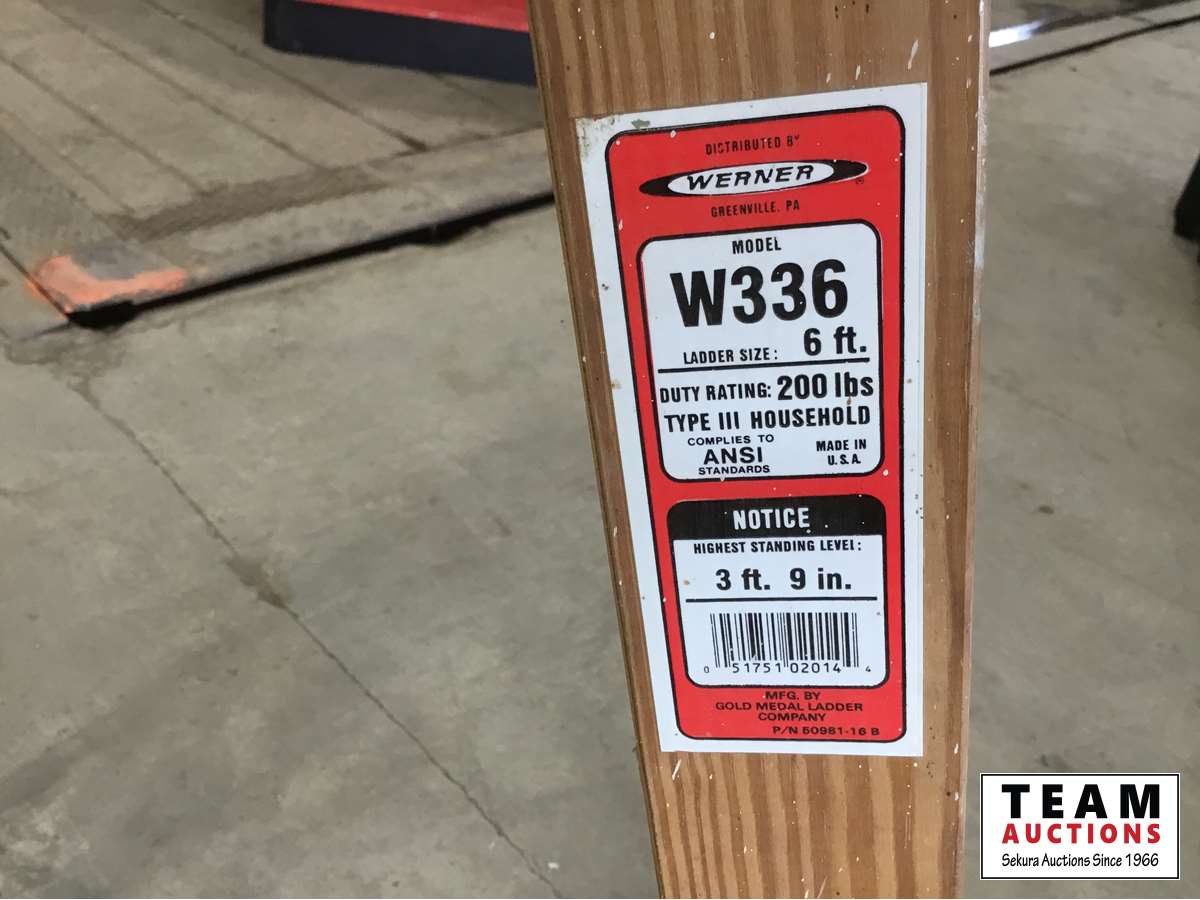 DISTRIBUTED BY
WERNER ®
GREENVILLE, PA
MODEL
W336
LADDER SIZE: 6 ft.
DUTY RATING: 200 lbs
TYPE III HOUSEHOLD
COMPLIES TO
ANSI
STANDARDS
MADE IN
U.S.A.
NOTICE
HIGHEST STANDING LEVEL:
3 ft. 9 in.
0 51751 02014 4
MFG. BY
GOLD MEDAL LADDER
COMPANY
P/N 50981-16 B
TEAM
AUCTIONS
Sekura Auctions Since 1966